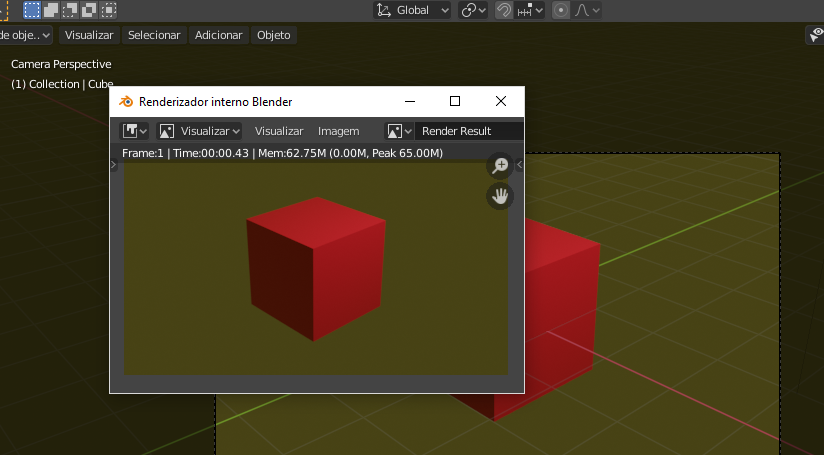 Global
de obje.. Visualizar Selecionar Adicionar Objeto
Camera Perspective
(1) Collection | Cube
Renderizador interno Blender
Visualizar Visualizar Imagem Render Result
Frame:1 | Time:00:00.43 | Mem:62.75M (0.00M, Peak 65.00M)